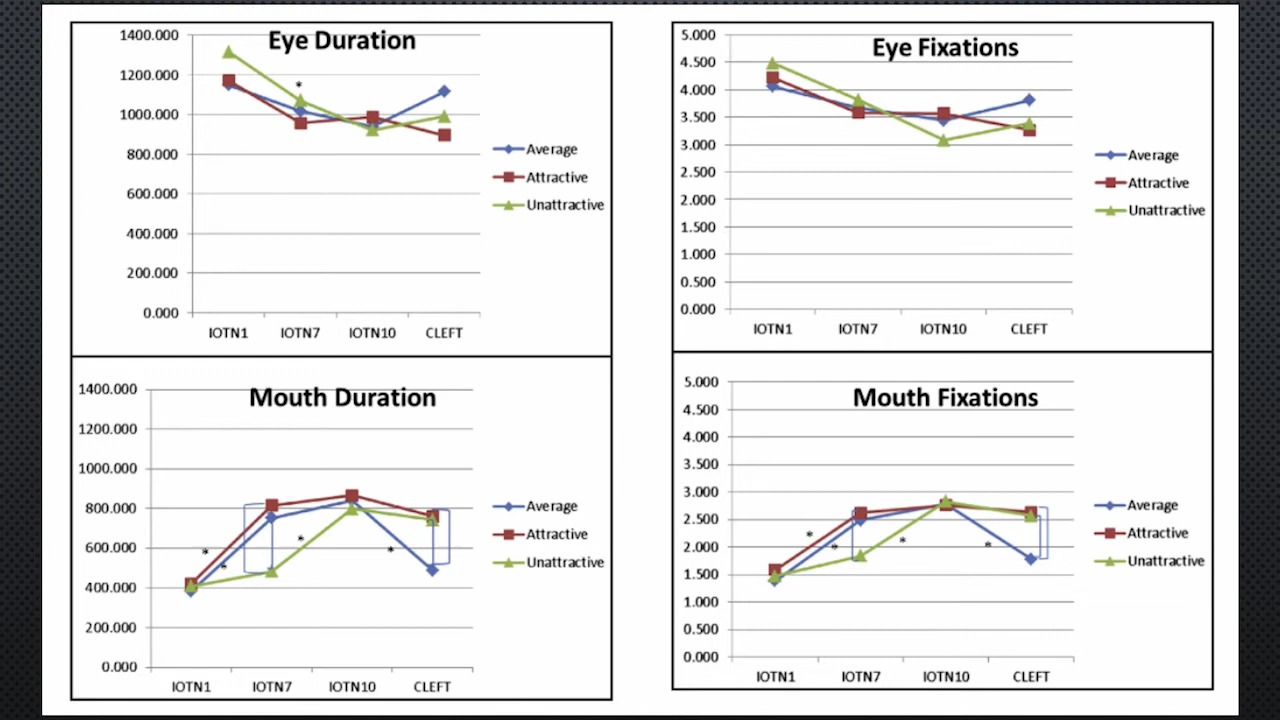 Eye Duration
1400.000
1200.000
1000.000
800.000
600.000
400.000
200.000
0.000
*
IOTN1 IOTN7 IOTN10 CLEFT
Average
Attractive
Unattractive
Eye Fixations
5.000
4.500
4.000
3.500
3.000
2.500
2.000
1.500
1.000
0.500
0.000
IOTN1 IOTN7 IOTN10 CLEFT
Average
Attractive
Unattractive
Mouth Duration
1400.000
1200.000
1000.000
800.000
600.000
400.000
200.000
0.000
* * * *
IOTN1 IOTN7 IOTN10 CLEFT
Average
Attractive
Unattractive
Mouth Fixations
5.000
4.500
4.000
3.500
3.000
2.500
2.000
1.500
1.000
0.500
0.000
* * * *
IOTN1 IOTN7 IOTN10 CLEFT
Average
Attractive
Unattractive